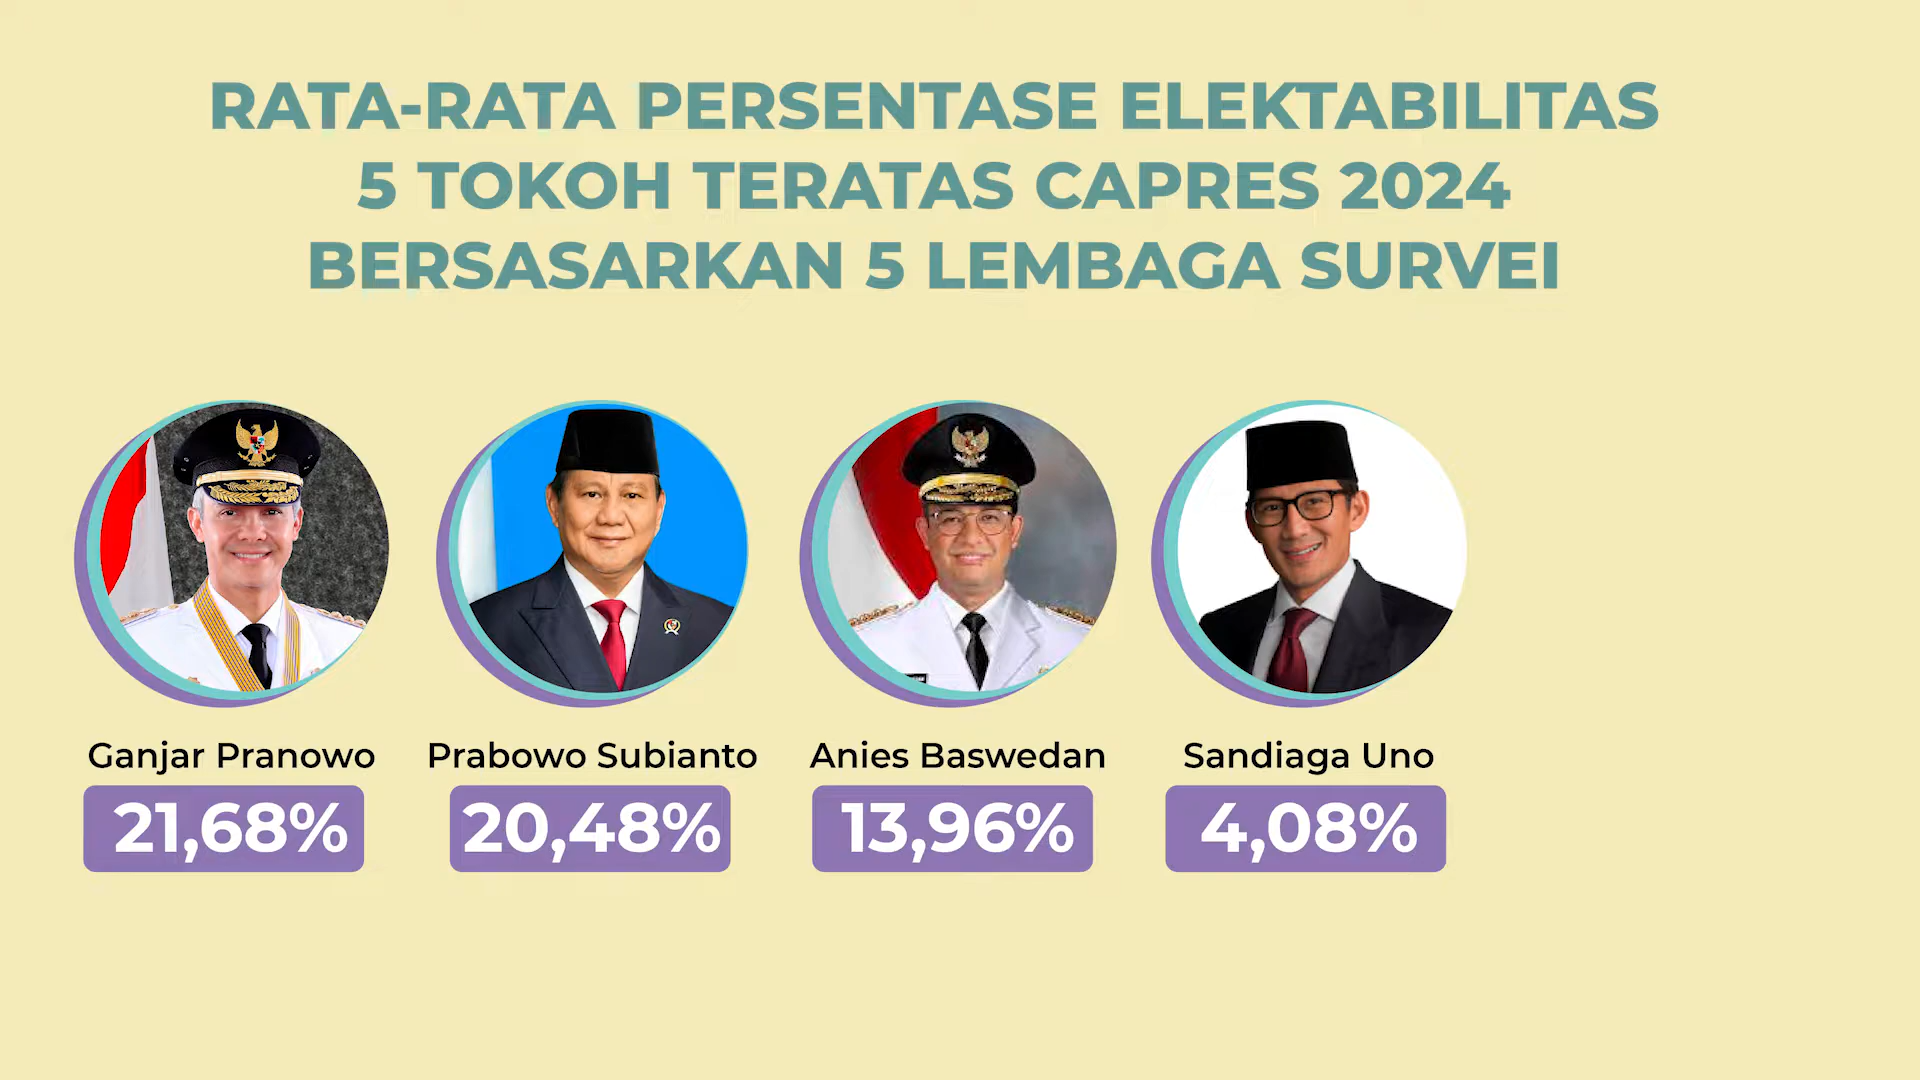 RATA-RATA PERSENTASE ELEKTABILITAS
5 TOKOH TERATAS CAPRES 2024
BERSASARKAN 5 LEMBAGA SURVEI
Ganjar Pranowo
21,68%
Prabowo Subianto
20,48%
Anies Baswedan
13,96%
Sandiaga Uno
4,08%